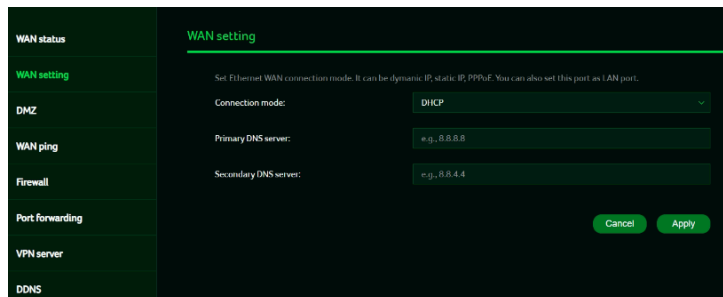 WAN status
WAN setting
DMZ
WAN ping
Firewall
Port forwarding
VPN server
DDNS
WAN setting
Set Ethernet WAN connection mode. It can be dymanic IP, static IP, PPPoE. You can also set this port as LAN port.
Connection mode: DHCP
Primary DNS server: e.g., 8.8.8.8
Secondary DNS server: e.g., 8.8.4.4
Cancel Apply